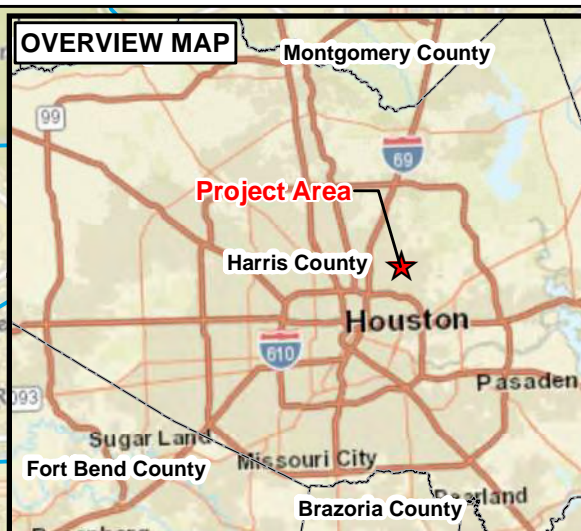 OVERVIEW MAP
Montgomery County
99
69
Project Area
Harris County
Houston
610
Pasaden
093
Sugar Land
Missouri City
Fort Bend County
Brazoria County